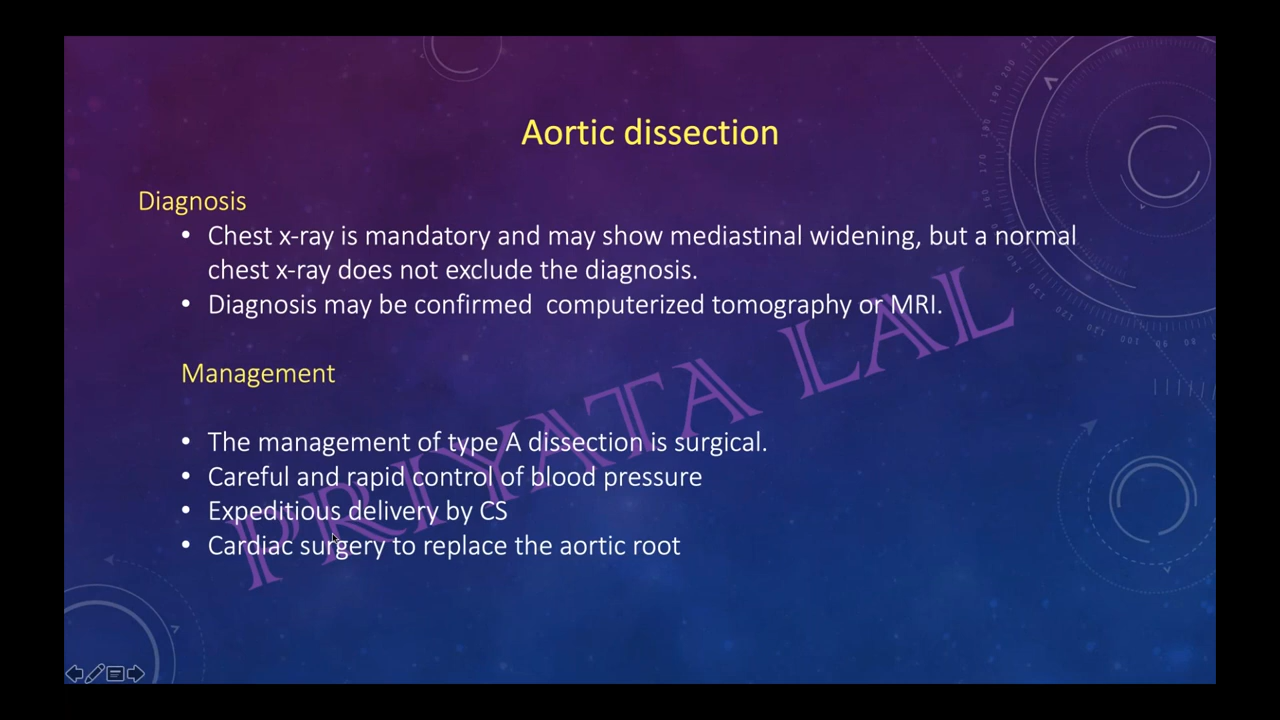 Aortic dissection
Diagnosis
• Chest x-ray is mandatory and may show mediastinal widening, but a normal
chest x-ray does not exclude the diagnosis.
• Diagnosis may be confirmed  computerized tomography or MRI.
Management
• The management of type A dissection is surgical.
• Careful and rapid control of blood pressure
• Expeditious delivery by CS
• Cardiac surgery to replace the aortic root
PRIYATA LAL